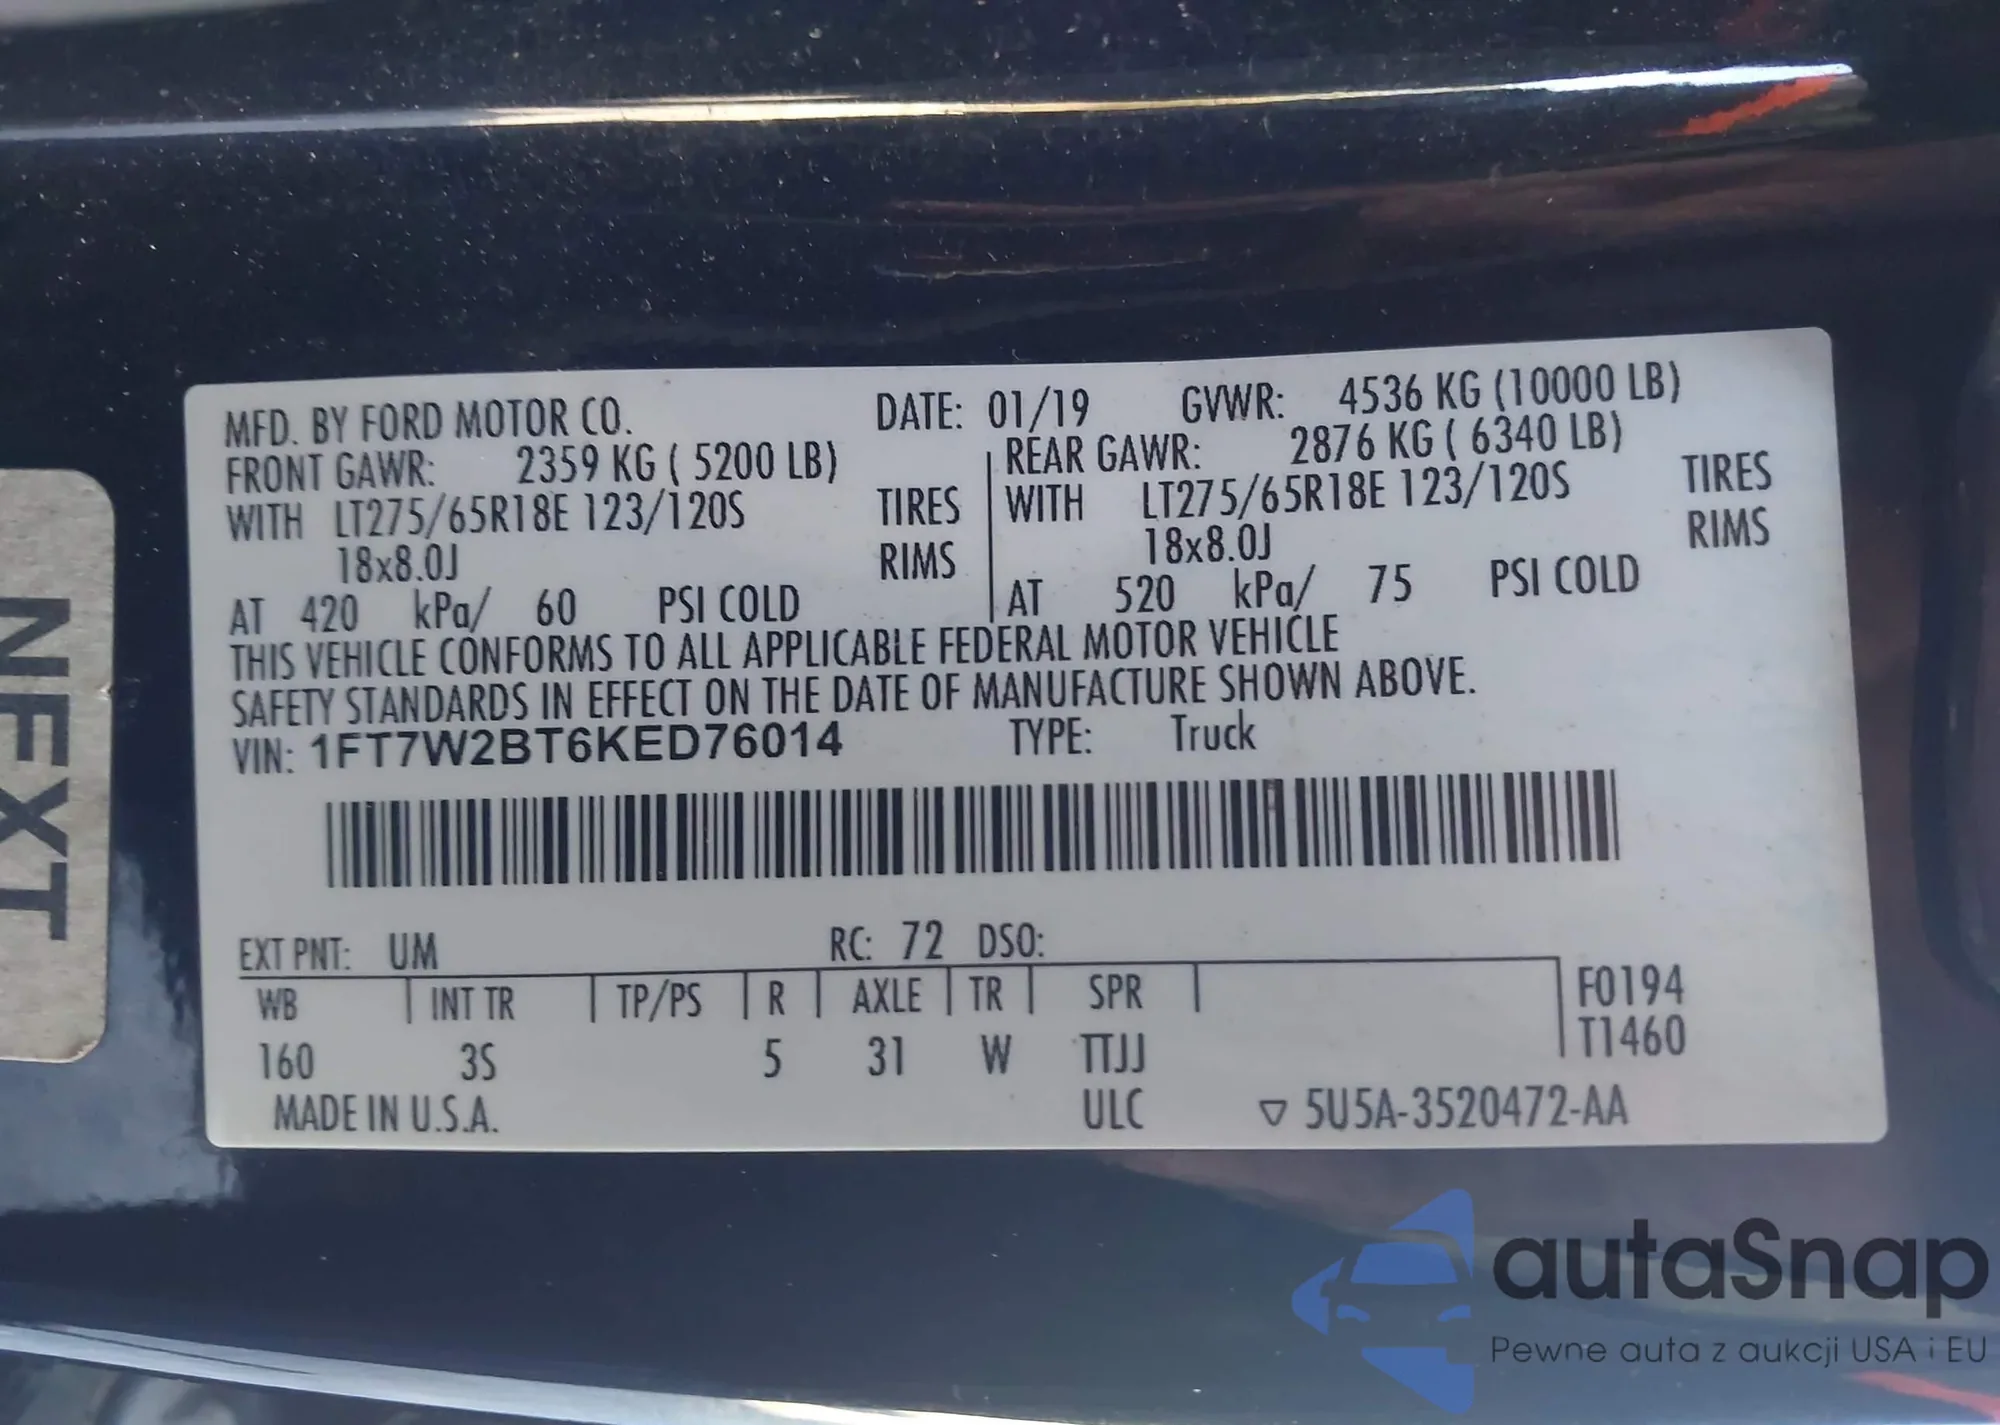 MFD. BY FORD MOTOR CO. DATE: 01/19 GVWR: 4536 KG (10000 LB)
FRONT GAWR: 2359 KG ( 5200 LB) REAR GAWR: 2876 KG ( 6340 LB)
WITH LT275/65R18E 123/120S TIRES WITH LT275/65R18E 123/120S TIRES
18x8.0J RIMS 18x8.0J RIMS
AT 420 kPa/ 60 PSI COLD AT 520 kPa/ 75 PSI COLD
THIS VEHICLE CONFORMS TO ALL APPLICABLE FEDERAL MOTOR VEHICLE
SAFETY STANDARDS IN EFFECT ON THE DATE OF MANUFACTURE SHOWN ABOVE.
VIN: 1FT7W2BT6KED76014 TYPE: Truck
EXT PNT: UM RC: 72 DSO:
WB INT TR TP/PS R AXLE TR SPR F0194
160 3S 5 31 W TTJJ T1460
MADE IN U.S.A. ULC ▽ 5U5A-3520472-AA
NEXT
autaSnap
Pewne auta z aukcji USA i EU